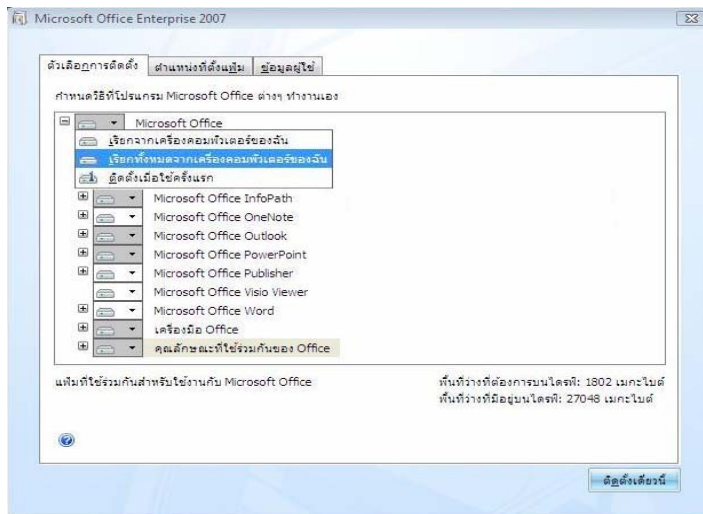 Microsoft Office Enterprise 2007
ตัวเลือกการติดตั้ง ตำแหน่งที่ตั้งแฟ้ม ข้อมูลผู้ใช้
กำหนดวิธีที่โปรแกรม Microsoft Office ต่างๆ ทำงานเอง
Microsoft Office
เรียกจากเครื่องคอมพิวเตอร์ของฉัน
เรียกทั้งหมดจากเครื่องคอมพิวเตอร์ของฉัน
ติดตั้งเมื่อใช้ครั้งแรก
Microsoft Office InfoPath
Microsoft Office OneNote
Microsoft Office Outlook
Microsoft Office PowerPoint
Microsoft Office Publisher
Microsoft Office Visio Viewer
Microsoft Office Word
เครื่องมือ Office
คุณลักษณะที่ใช้ร่วมกันของ Office
แฟ้มที่ใช้ร่วมกันสำหรับใช้งานกับ Microsoft Office
พื้นที่ว่างที่ต้องการบนไดรฟ์: 1802 เมกะไบต์
พื้นที่ว่างที่มีอยู่บนไดรฟ์: 27048 เมกะไบต์
ติดตั้งเดี๋ยวนี้